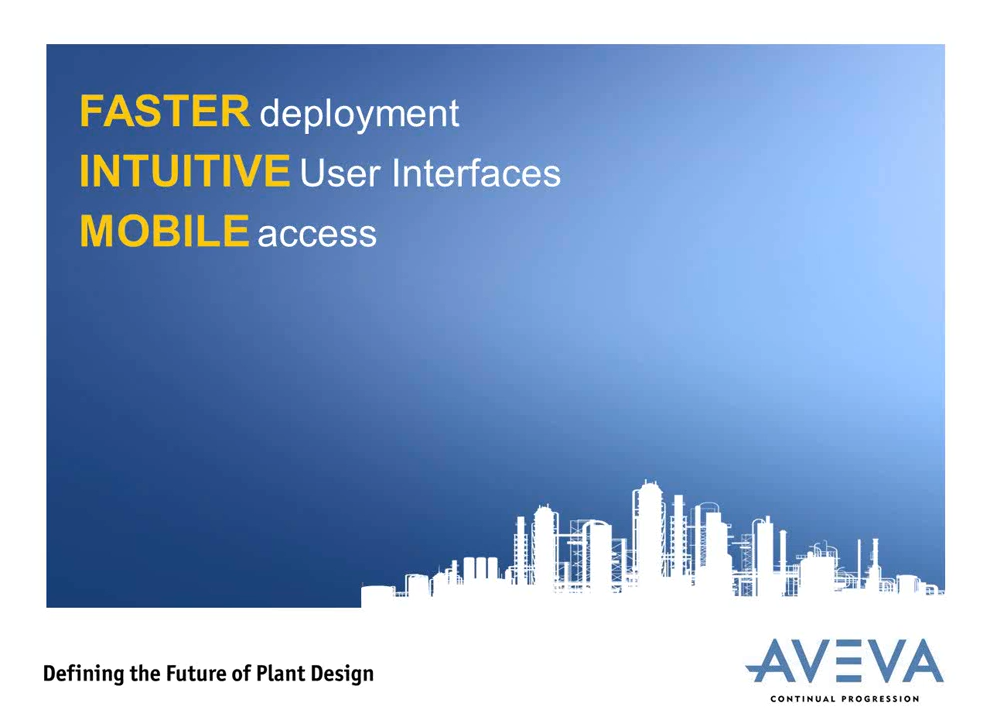 FASTER deployment
INTUITIVE User Interfaces
MOBILE access
Defining the Future of Plant Design
AVEVA
CONTINUAL PROGRESSION